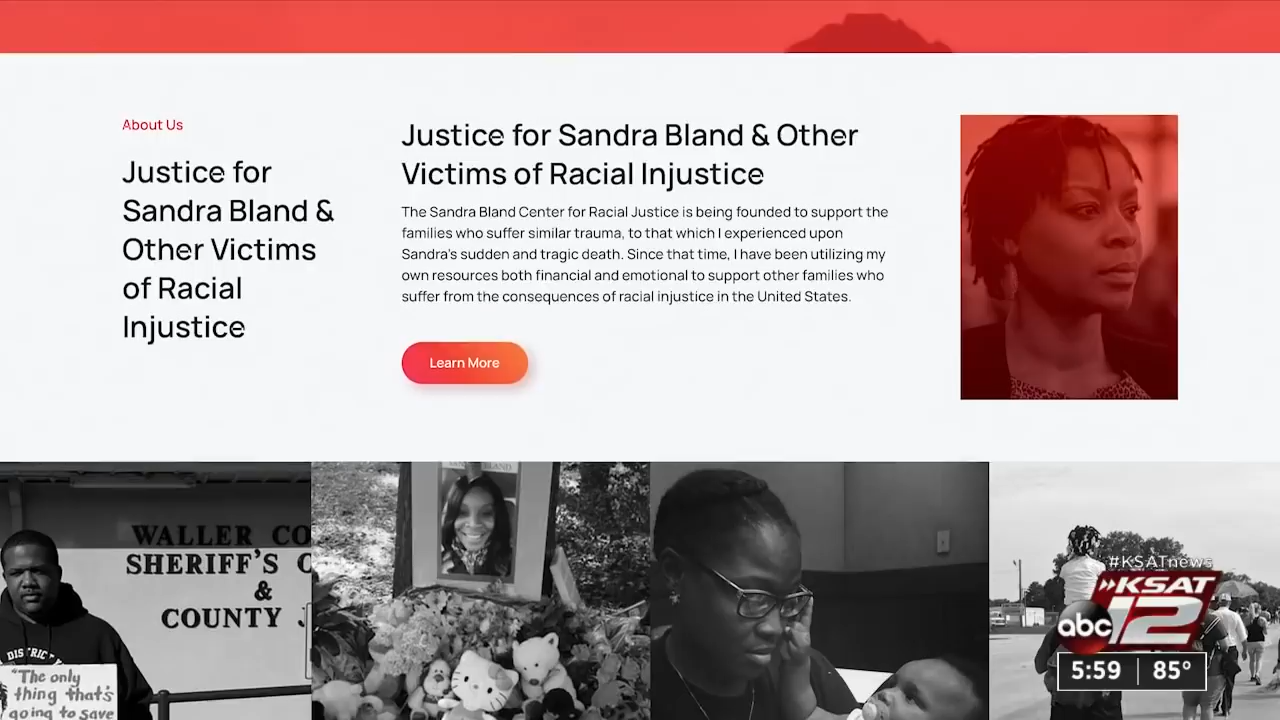 About Us
Justice for
Sandra Bland &
Other Victims
of Racial
Injustice
Justice for Sandra Bland & Other
Victims of Racial Injustice
The Sandra Bland Center for Racial Justice is being founded to support the
families who suffer similar trauma, to that which I experienced upon
Sandra's sudden and tragic death. Since that time, I have been utilizing my
own resources both financial and emotional to support other families who
suffer from the consequences of racial injustice in the United States.
Learn More
WALLER CO
SHERIFF'S C
&
COUNTY J
DISTRICT
"The only
thing that's
going to save
BLAND
#KSATnews
KSAT
abc 12
5:59 85°